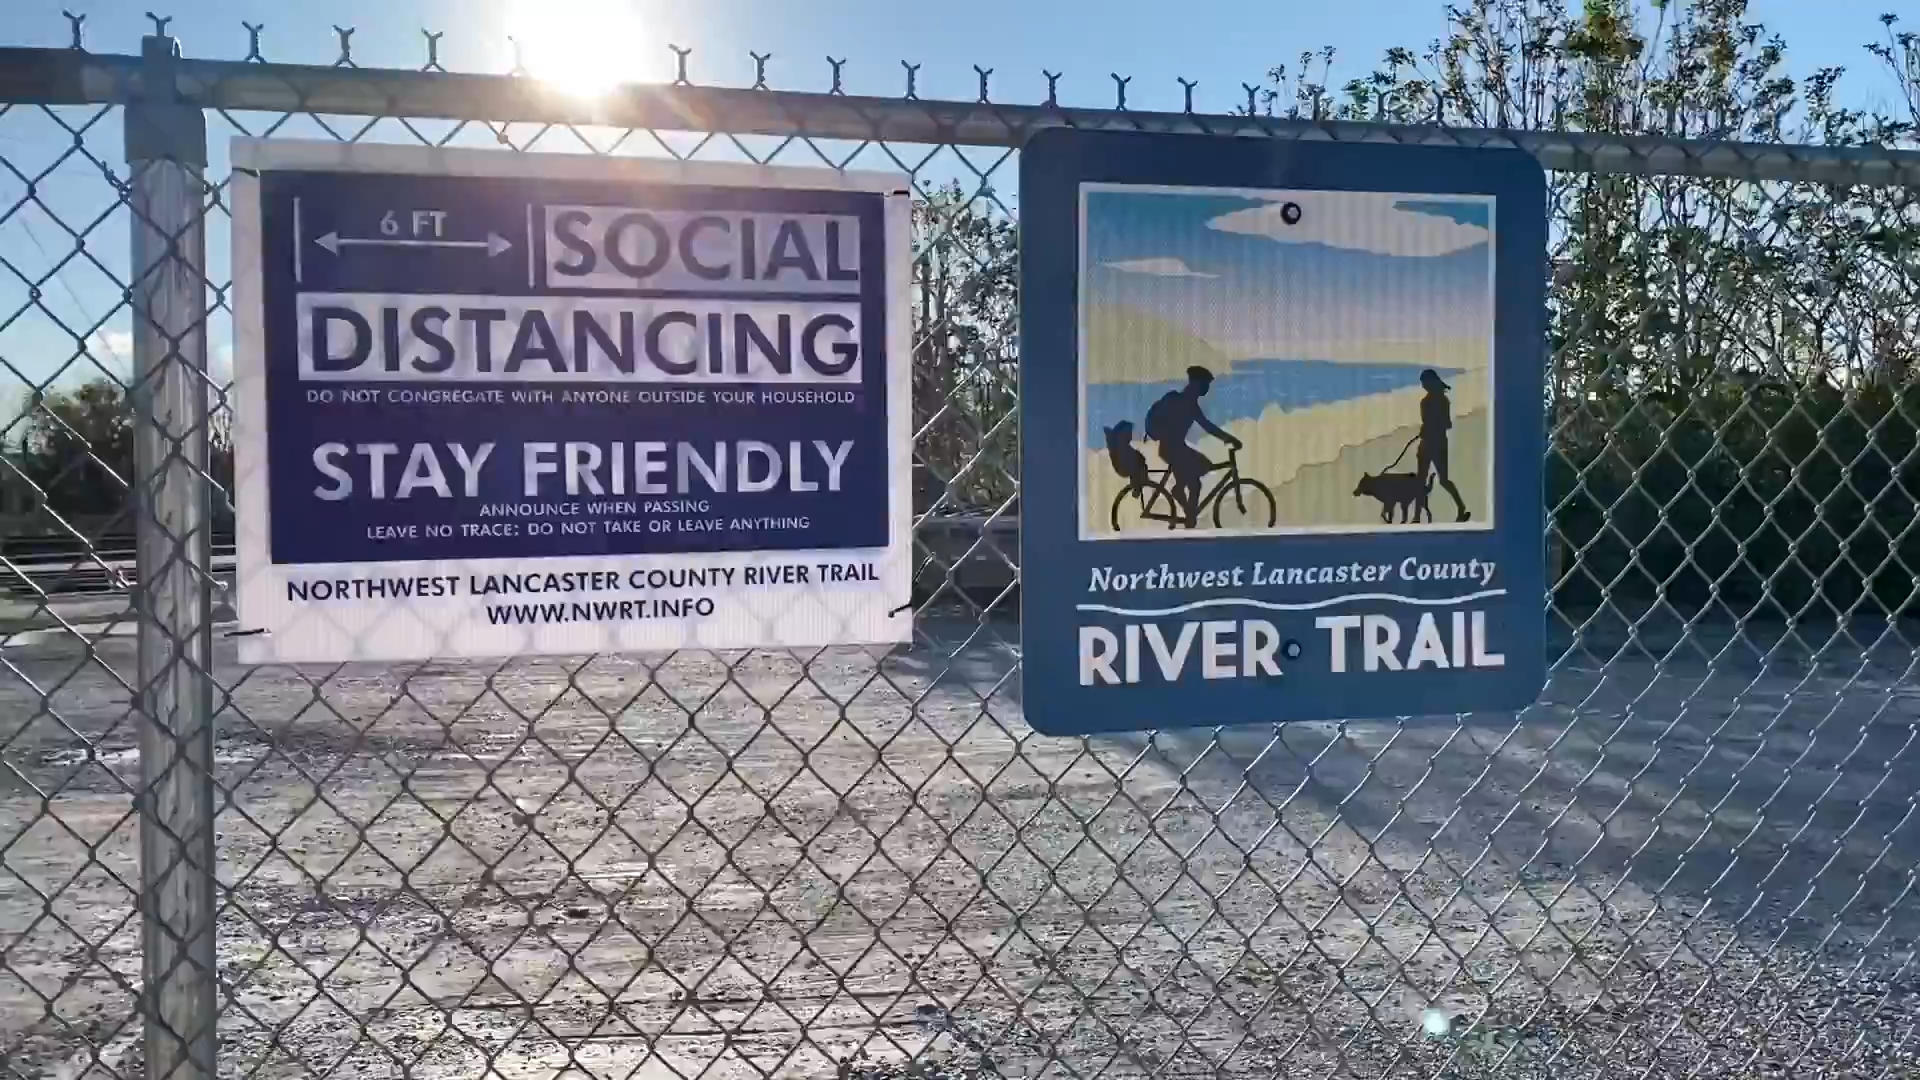 6 FT SOCIAL
DISTANCING
DO NOT CONGREGATE WITH ANYONE OUTSIDE YOUR HOUSEHOLD
STAY FRIENDLY
ANNOUNCE WHEN PASSING
LEAVE NO TRACE: DO NOT TAKE OR LEAVE ANYTHING
NORTHWEST LANCASTER COUNTY RIVER TRAIL
WWW.NWRT.INFO
Northwest Lancaster County
RIVER TRAIL